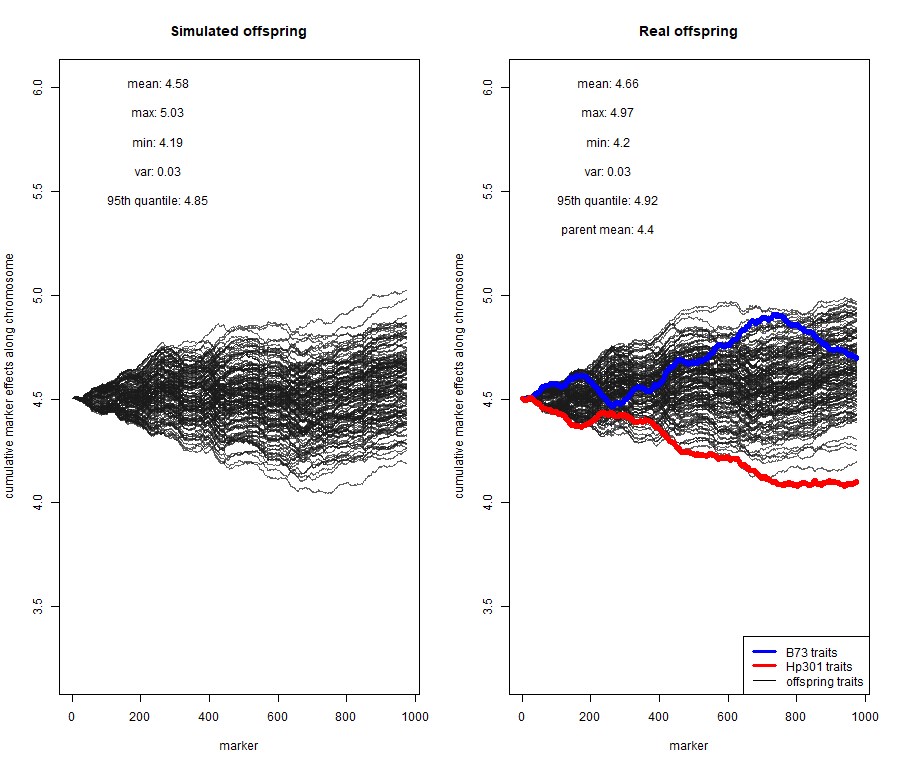 Simulated offspring
mean: 4.58
max: 5.03
min: 4.19
var: 0.03
95th quantile: 4.85
cumulative marker effects along chromosome
6.0
5.5
5.0
4.5
4.0
3.5
0
200
400
600
800
1000
marker
Real offspring
mean: 4.66
max: 4.97
min: 4.2
var: 0.03
95th quantile: 4.92
parent mean: 4.4
cumulative marker effects along chromosome
6.0
5.5
5.0
4.5
4.0
3.5
B73 traits
Hp301 traits
offspring traits
0
200
400
600
800
1000
marker